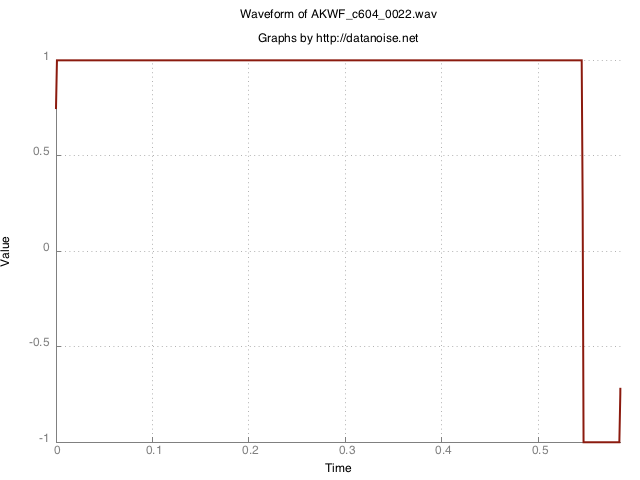 Waveform of AKWF_c604_0022.wav
Graphs by http://datanoise.net
1
0.5
0
-0.5
-1
Value
0 0.1 0.2 0.3 0.4 0.5
Time